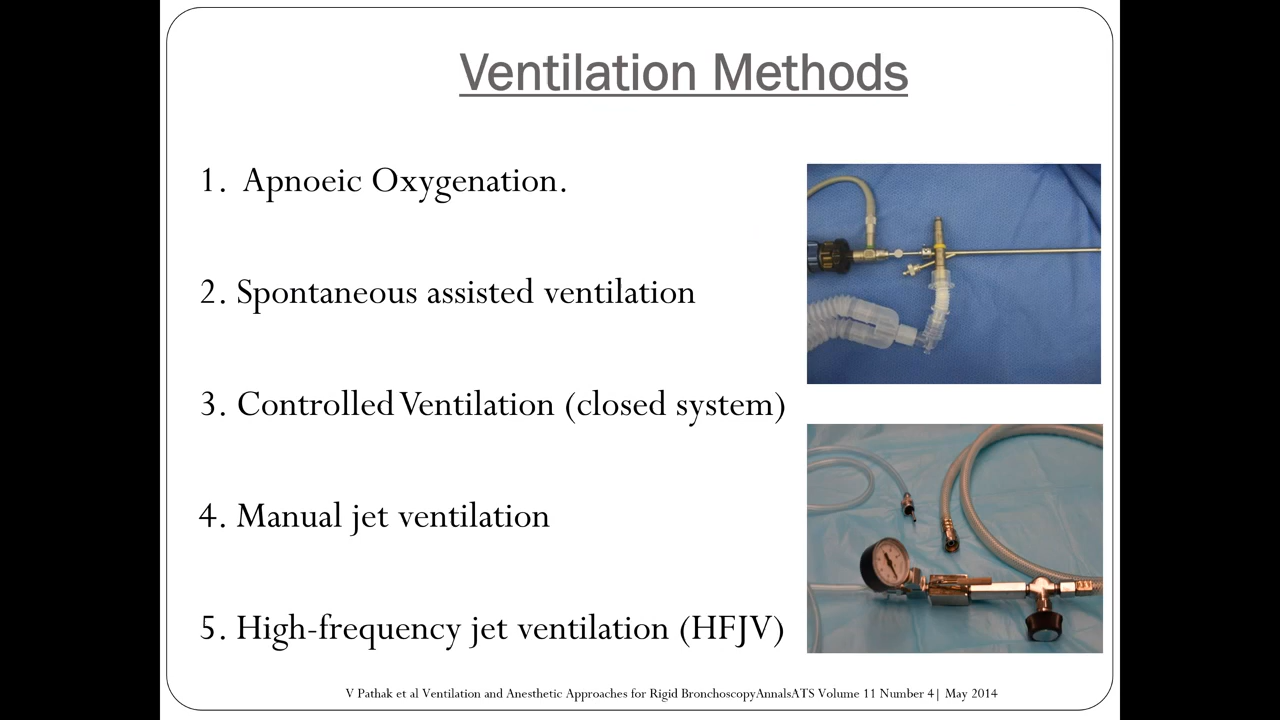 Ventilation Methods
1. Apnoeic Oxygenation.
2. Spontaneous assisted ventilation
3. Controlled Ventilation (closed system)
4. Manual jet ventilation
5. High-frequency jet ventilation (HFJV)
V Pathak et al Ventilation and Anesthetic Approaches for Rigid BronchoscopyAnnalsATS Volume 11 Number 4| May 2014